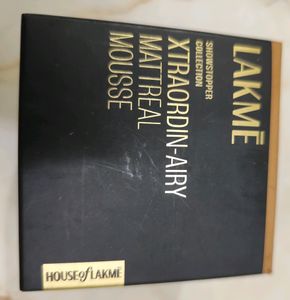 LAKMĒ
SHOWSTOPPER
COLLECTION
XTRAORDIN-AIRY
MATTREAL
MOUSSE
HOUSE of LAKMĒ